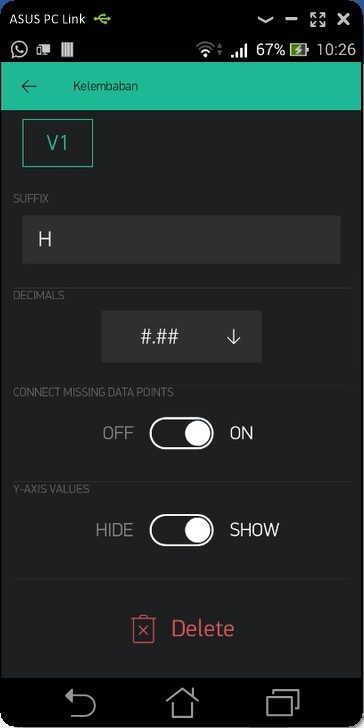 ASUS PC Link
67% 10:26
Kelembaban
V1
SUFFIX
H
DECIMALS
#.##
CONNECT MISSING DATA POINTS
OFF ON
Y-AXIS VALUES
HIDE SHOW
Delete